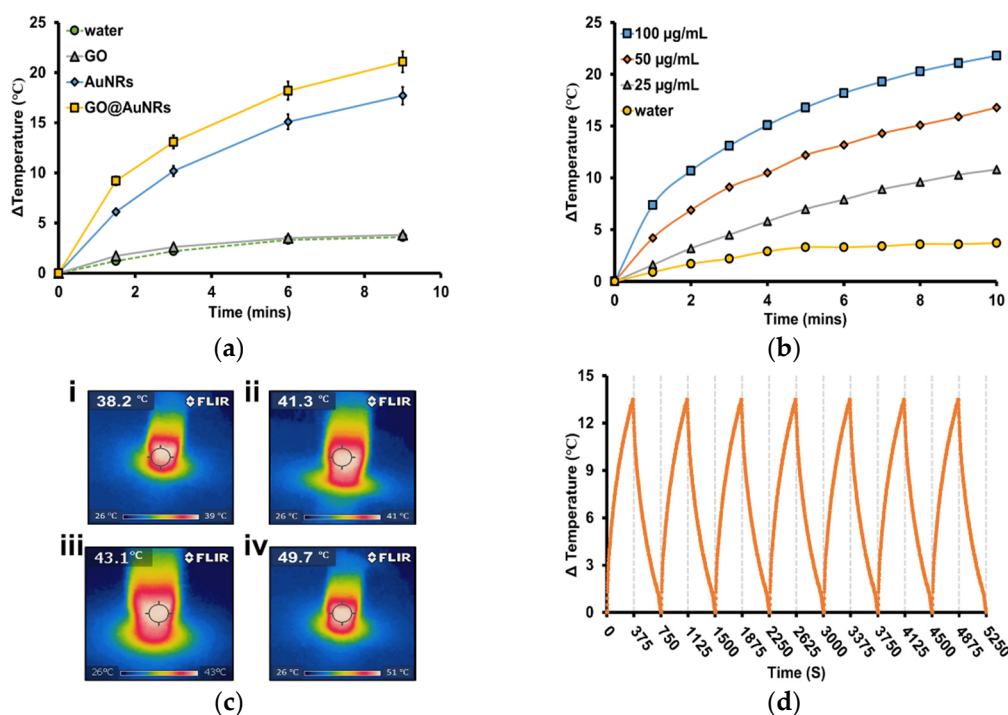 25
20
15
10
5
0
ΔTemperature (°C)
water
GO
AuNRs
GO@AuNRs
0 2 4 6 8 10
Time (mins)
(a)
25
20
15
10
5
0
ΔTemperature (°C)
100 µg/mL
50 µg/mL
25 µg/mL
water
0 2 4 6 8 10
Time (mins)
(b)
i
38.2 °C FLIR
26 °C 39 °C
ii
41.3 °C FLIR
26 °C 41 °C
iii
43.1 °C FLIR
26°C 43°C
iv
49.7 °C FLIR
26 °C 51 °C
(c)
15
12
9
6
3
0
Δ Temperature (°C)
0 375 750 1125 1500 1875 2250 2625 3000 3375 3750 4125 4500 4875 5250
Time (S)
(d)